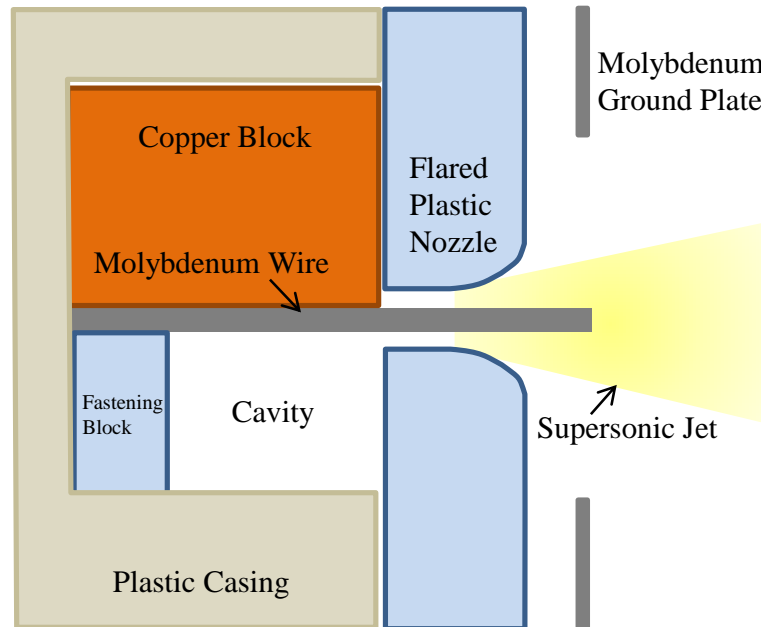 Molybdenum
Ground Plate
Copper Block
Flared
Plastic
Nozzle
Molybdenum Wire
Fastening
Block
Cavity
Supersonic Jet
Plastic Casing